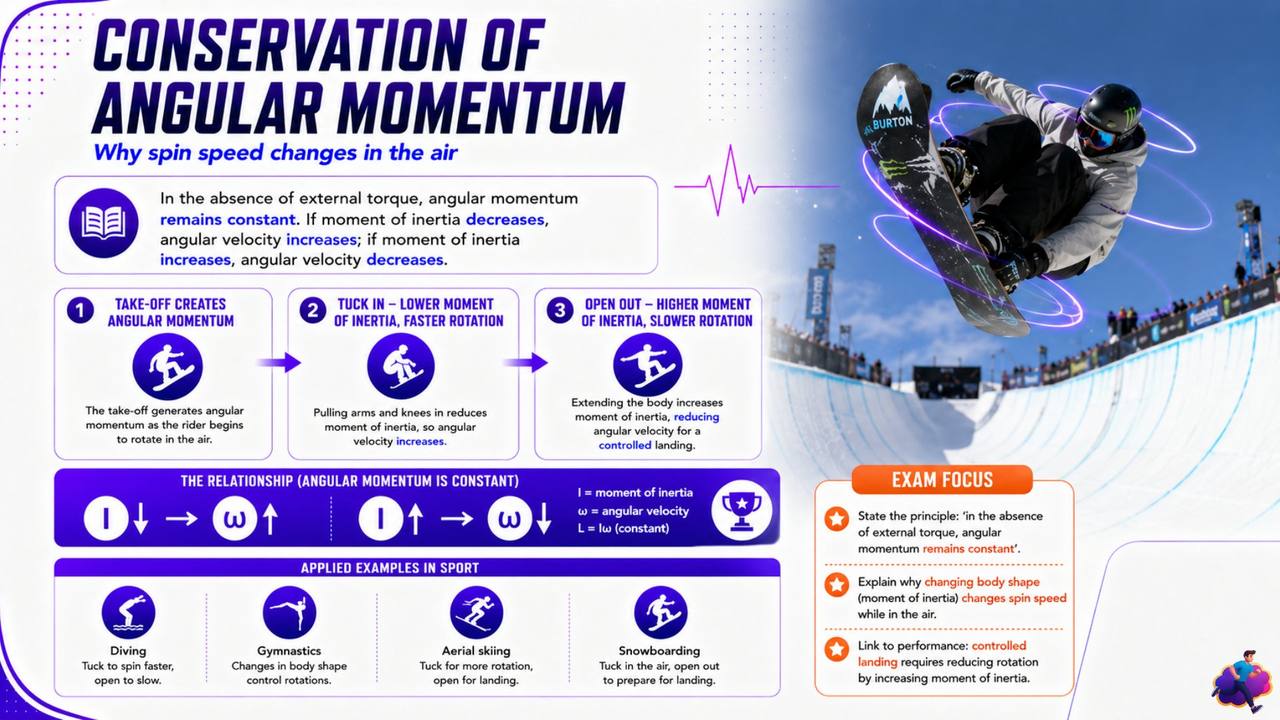 CONSERVATION OF
ANGULAR MOMENTUM
Why spin speed changes in the air
In the absence of external torque, angular momentum
remains constant. If moment of inertia decreases,
angular velocity increases; if moment of inertia
increases, angular velocity decreases.
1
TAKE-OFF CREATES
ANGULAR MOMENTUM
The take-off generates angular
momentum as the rider begins
to rotate in the air.
2
TUCK IN – LOWER MOMENT
OF INERTIA, FASTER ROTATION
Pulling arms and knees in reduces
moment of inertia, so angular
velocity increases.
3
OPEN OUT – HIGHER MOMENT
OF INERTIA, SLOWER ROTATION
Extending the body increases
moment of inertia, reducing
angular velocity for a
controlled landing.
THE RELATIONSHIP (ANGULAR MOMENTUM IS CONSTANT)
I ↓ → ω ↑
I ↑ → ω ↓
I = moment of inertia
ω = angular velocity
L = Iω (constant)
APPLIED EXAMPLES IN SPORT
Diving
Tuck to spin faster,
open to slow.
Gymnastics
Changes in body shape
control rotations.
Aerial skiing
Tuck for more rotation,
open for landing.
Snowboarding
Tuck in the air, open out
to prepare for landing.
BURTON
EXAM FOCUS
State the principle: ‘in the absence
of external torque, angular
momentum remains constant’.
Explain why changing body shape
(moment of inertia) changes spin speed
while in the air.
Link to performance: controlled
landing requires reducing rotation
by increasing moment of inertia.